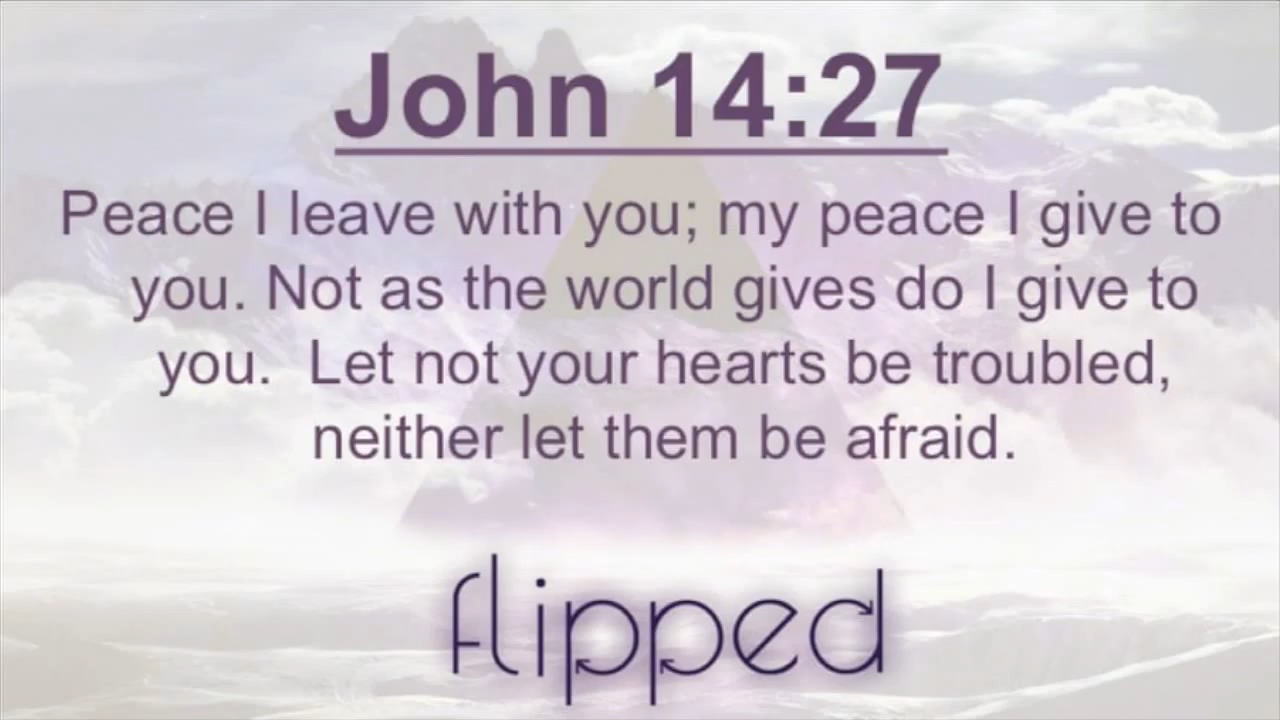 John 14:27
Peace I leave with you; my peace I give to
you. Not as the world gives do I give to
you.  Let not your hearts be troubled,
neither let them be afraid.
flipped